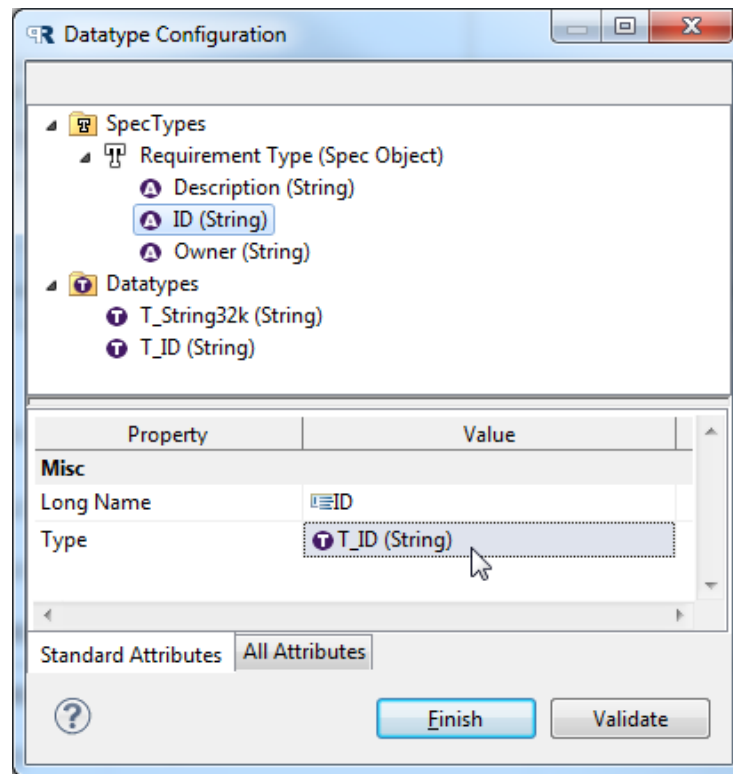 Datatype Configuration
SpecTypes
Requirement Type (Spec Object)
Description (String)
ID (String)
Owner (String)
Datatypes
T_String32k (String)
T_ID (String)
Property Value
Misc
Long Name ID
Type T_ID (String)
Standard Attributes All Attributes
Finish Validate